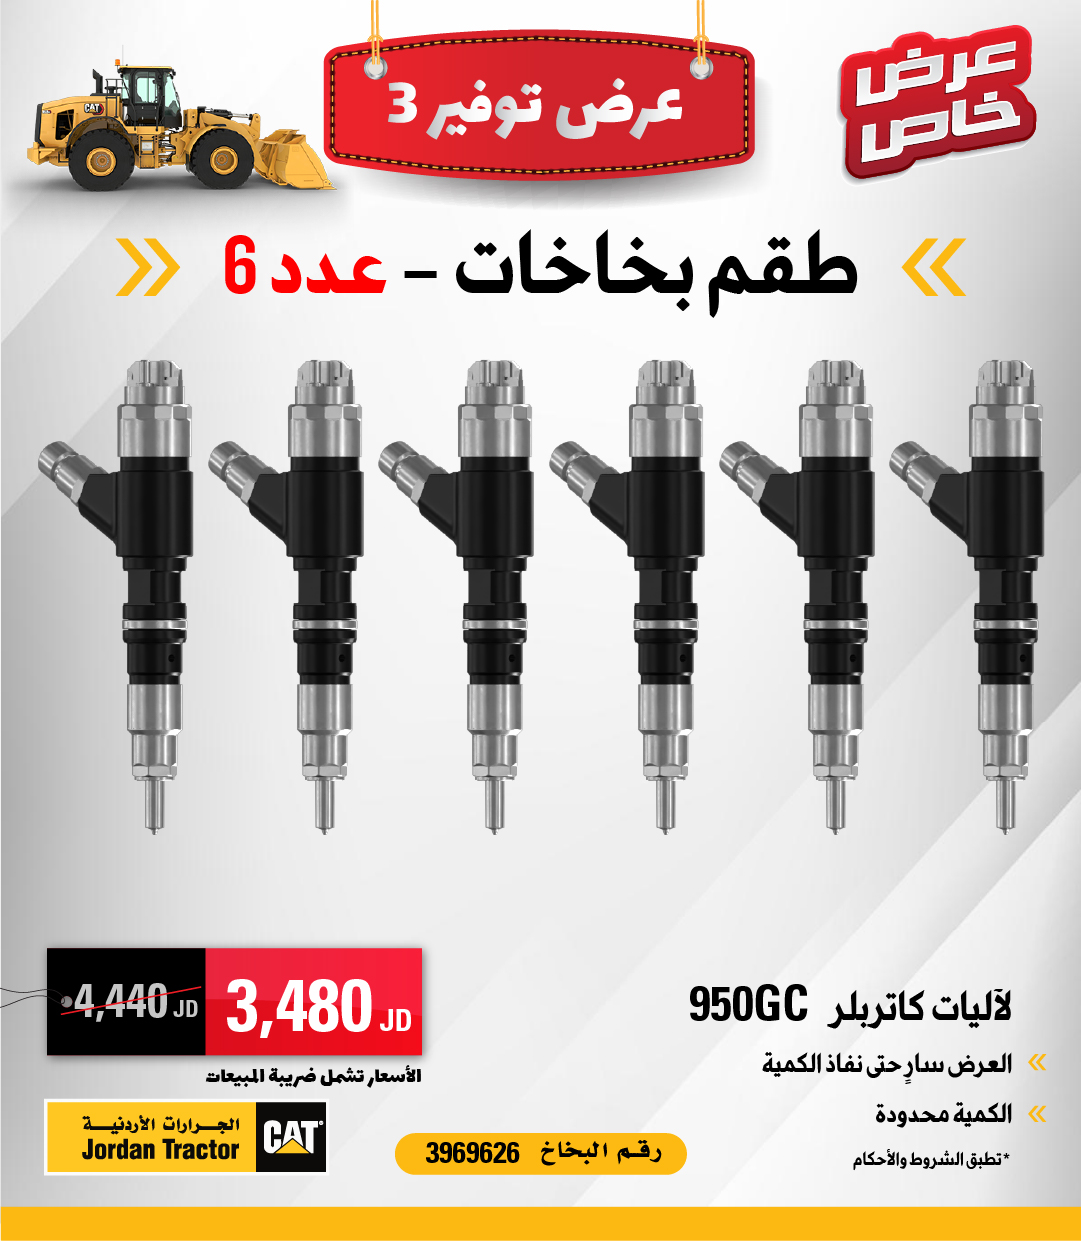 عرض توفير 3
عرض
خاص
CAT
طقم بخاخات – عدد 6
4,440 JD
3,480 JD
الأسعار تشمل ضريبة المبيعات
لآليات كاتربلر 950GC
العرض سارٍ حتى نفاذ الكمية
الكمية محدودة
*تطبق الشروط والأحكام
رقم البخاخ 3969626
الجرارات الأردنية
Jordan Tractor
CAT